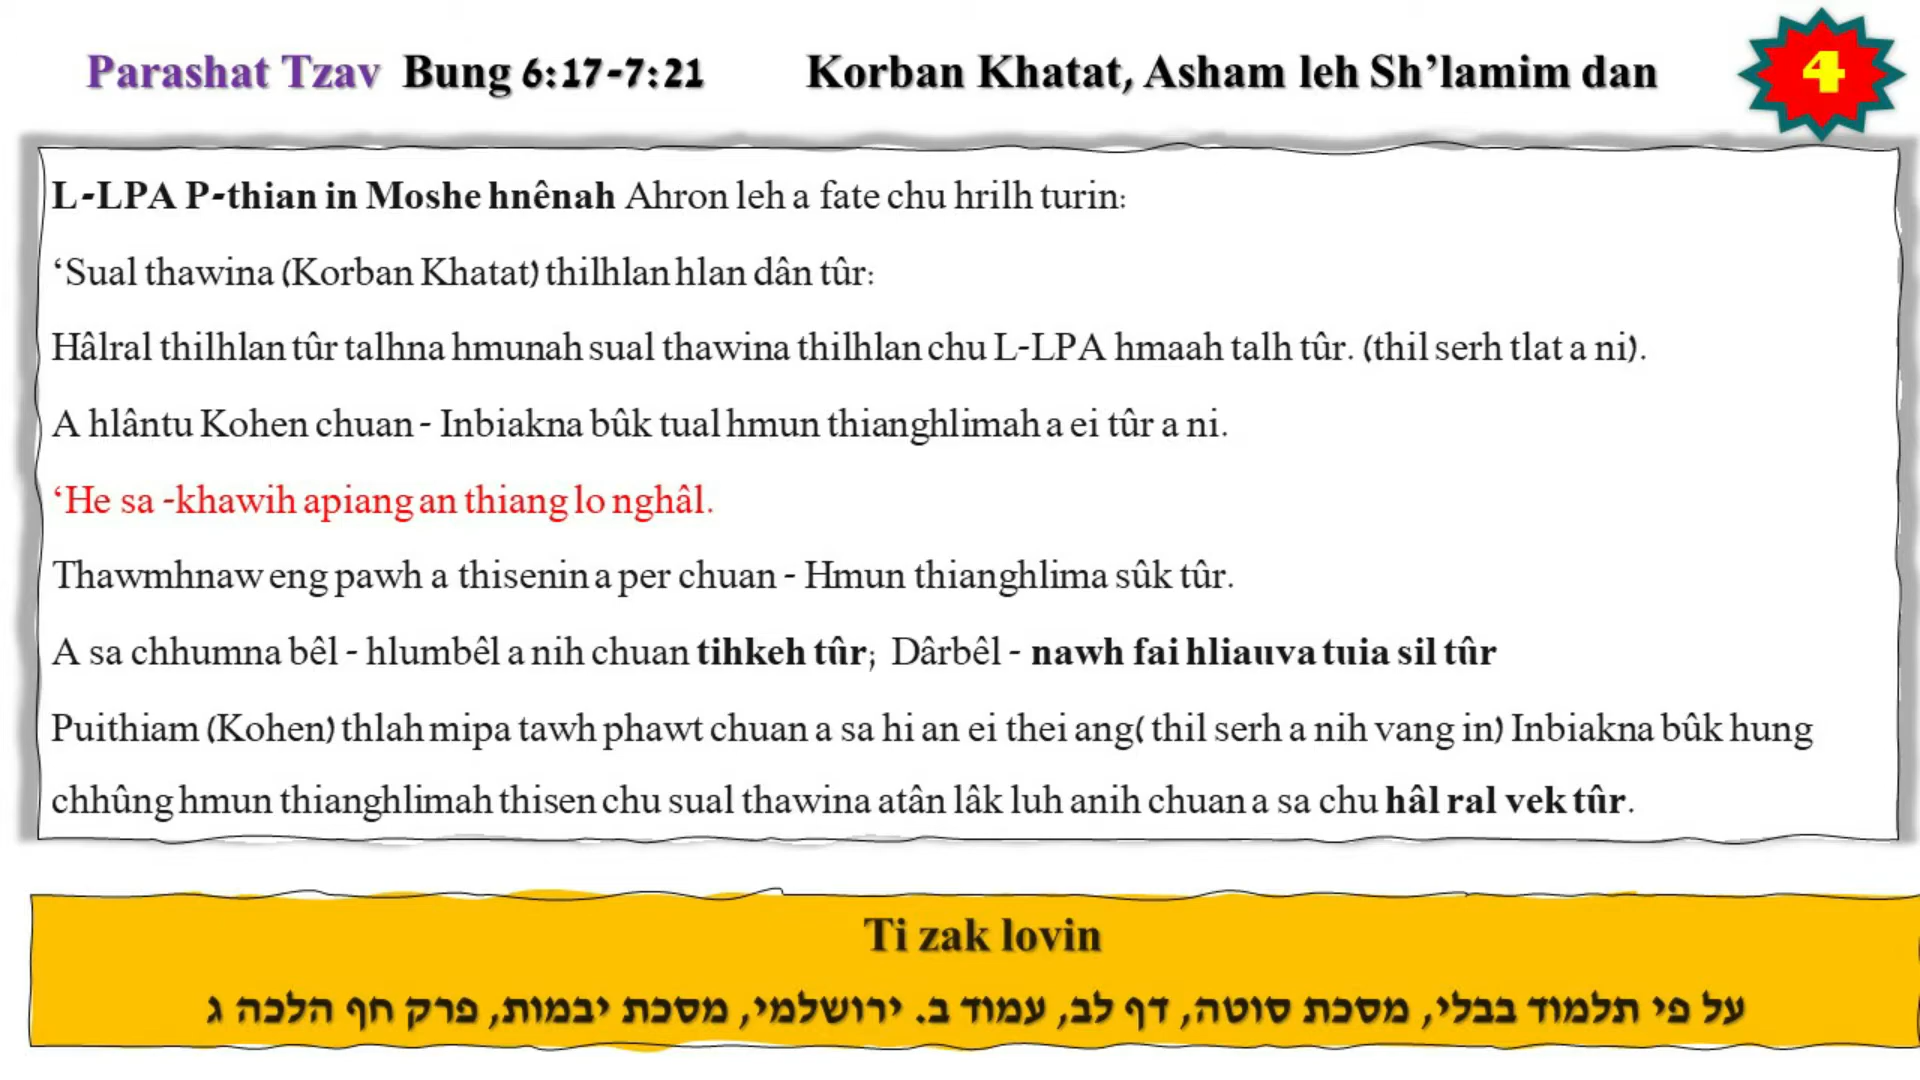 Parashat Tzav Bung 6:17-7:21 Korban Khatat, Asham leh Sh’lamim dan 4
L-LPA P-thian in Moshe hnênah Ahron leh a fate chu hrilh turin:
‘Sual thawina (Korban Khatat) thilhlan hlan dân tûr:
Hâlral thilhlan tûr talhna hmunah sual thawina thilhlan chu L-LPA hmaah talh tûr. (thil serh tlat a ni).
A hlântu Kohen chuan - Inbiakna bûk tual hmun thianghlimah a ei tûr a ni.
‘He sa -khawih apiang an thiang lo nghâl.
Thawmhnaw eng pawh a thisenin a per chuan - Hmun thianghlima sûk tûr.
A sa chhumna bêl - hlumbêl a nih chuan tihkeh tûr; Dârbêl - nawh fai hliauva tuia sil tûr
Puithiam (Kohen) thlah mipa tawh phawt chuan a sa hi an ei thei ang( thil serh a nih vang in) Inbiakna bûk hung
chhûng hmun thianghlimah thisen chu sual thawina atân lâk luh anih chuan a sa chu hâl ral vek tûr.
Ti zak lovin
על פי תלמוד בבלי, מסכת סוטה, דף לב, עמוד ב. ירושלמי, מסכת יבמות, פרק חף הלכה ג